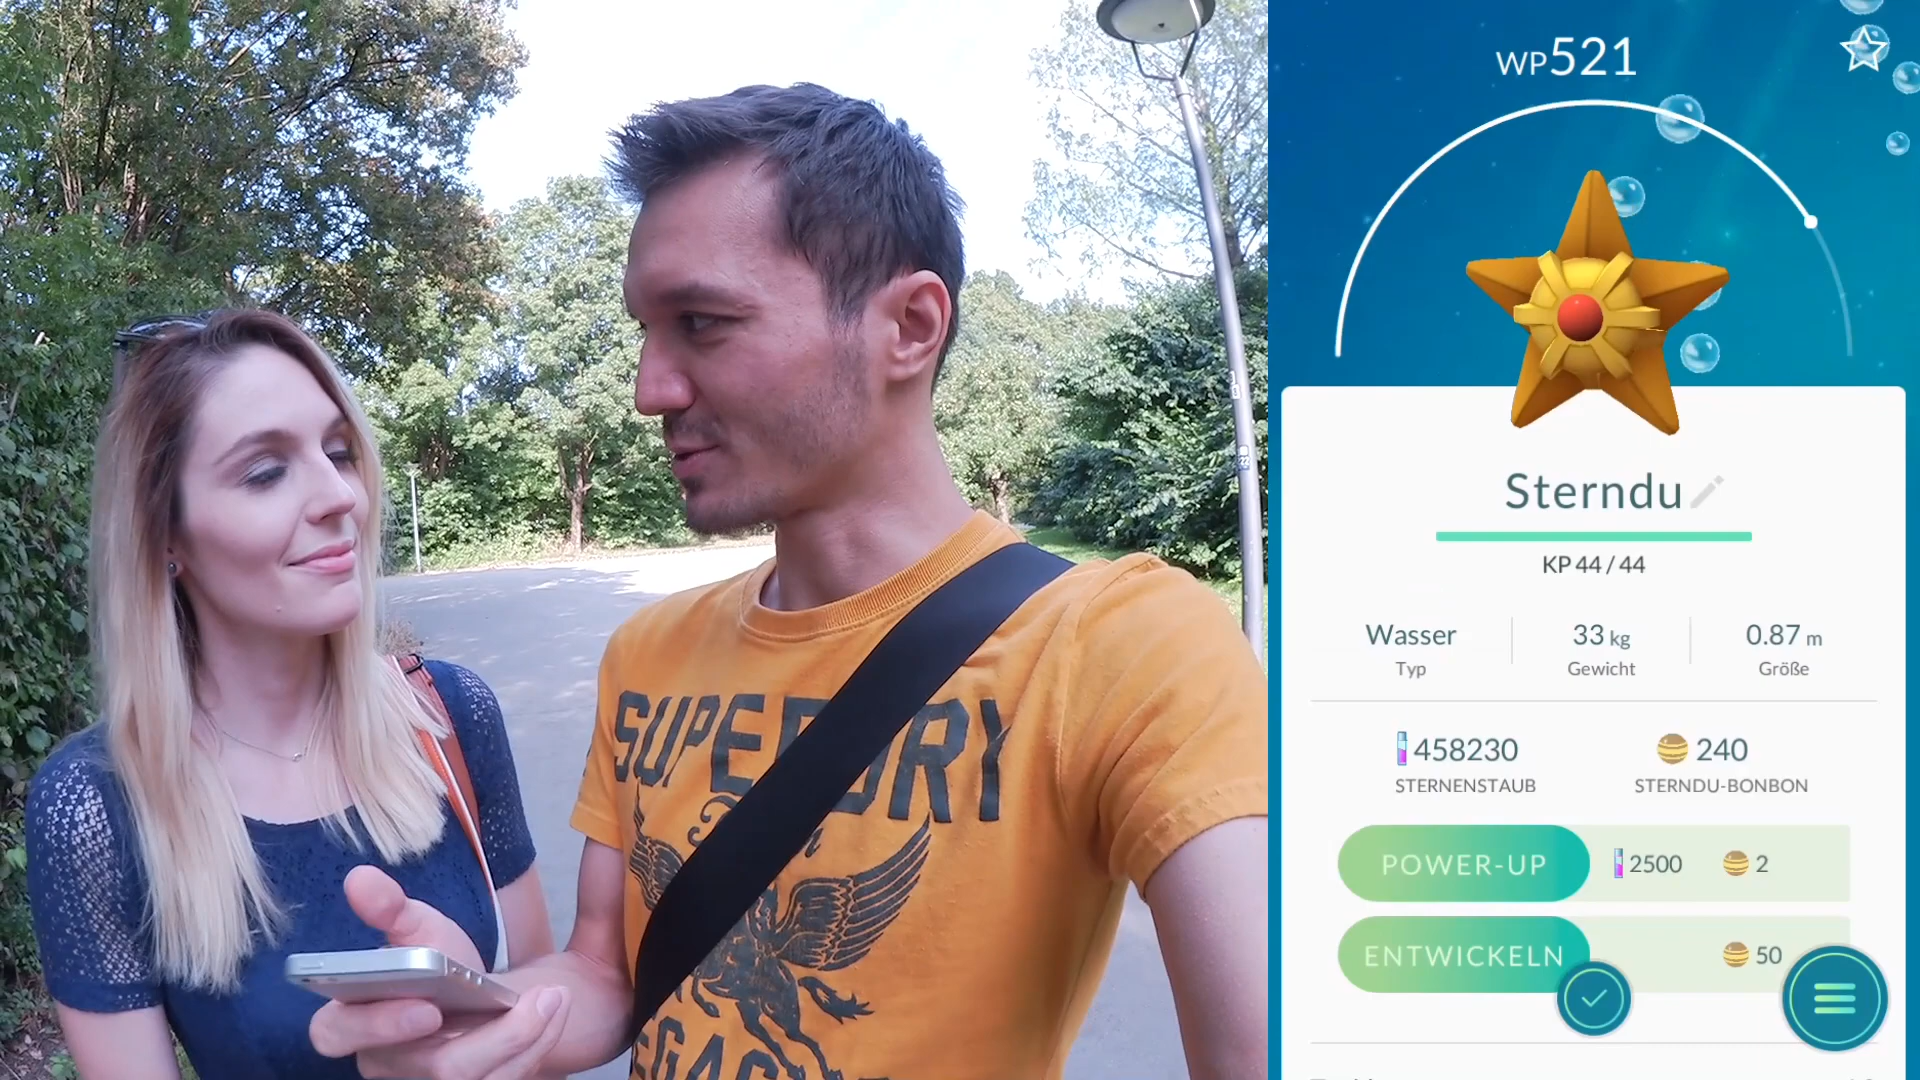 SUPERDRY
WP521
Sterndu
KP 44 / 44
Wasser
Typ
33 kg
Gewicht
0.87 m
Größe
458230
STERNENSTAUB
240
STERNDU-BONBON
POWER-UP
2500
2
ENTWICKELN
50